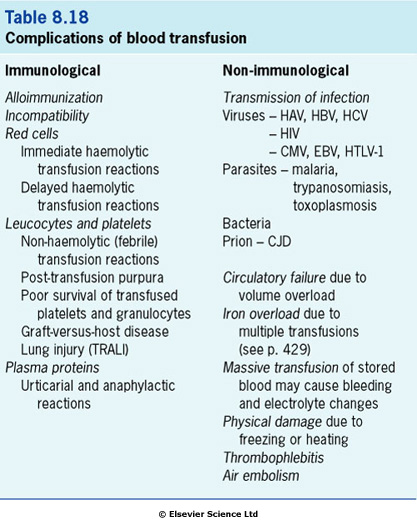 Table 8.18
Complications of blood transfusion
Immunological
Alloimmunization
Incompatibility
Red cells
Immediate haemolytic
transfusion reactions
Delayed haemolytic
transfusion reactions
Leucocytes and platelets
Non-haemolytic (febrile)
transfusion reactions
Post-transfusion purpura
Poor survival of transfused
platelets and granulocytes
Graft-versus-host disease
Lung injury (TRALI)
Plasma proteins
Urticarial and anaphylactic
reactions
Non-immunological
Transmission of infection
Viruses – HAV, HBV, HCV
– HIV
– CMV, EBV, HTLV-1
Parasites – malaria,
trypanosomiasis,
toxoplasmosis
Bacteria
Prion – CJD
Circulatory failure due to
volume overload
Iron overload due to
multiple transfusions
(see p. 429)
Massive transfusion of stored
blood may cause bleeding
and electrolyte changes
Physical damage due to
freezing or heating
Thrombophlebitis
Air embolism
© Elsevier Science Ltd